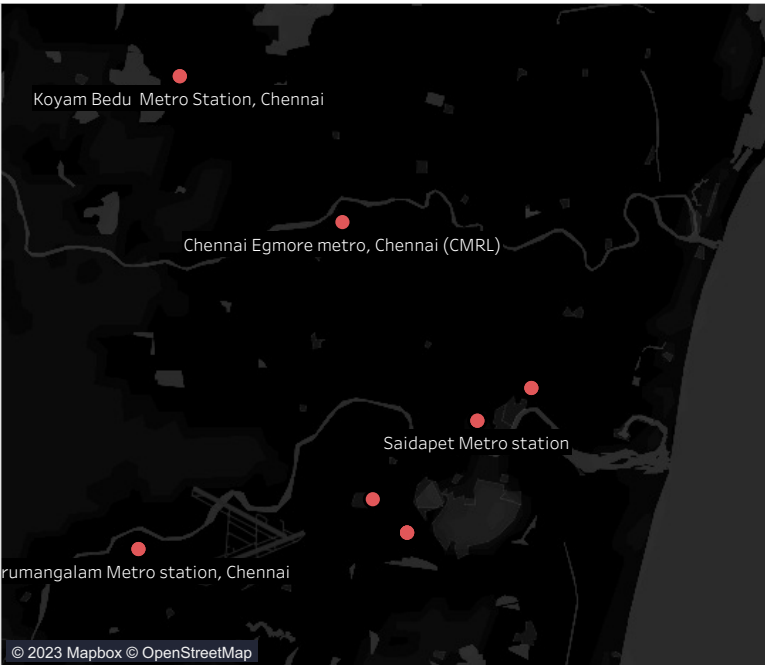 Koyam Bedu  Metro Station, Chennai
Chennai Egmore metro, Chennai (CMRL)
Saidapet Metro station
rumangalam Metro station, Chennai
© 2023 Mapbox © OpenStreetMap